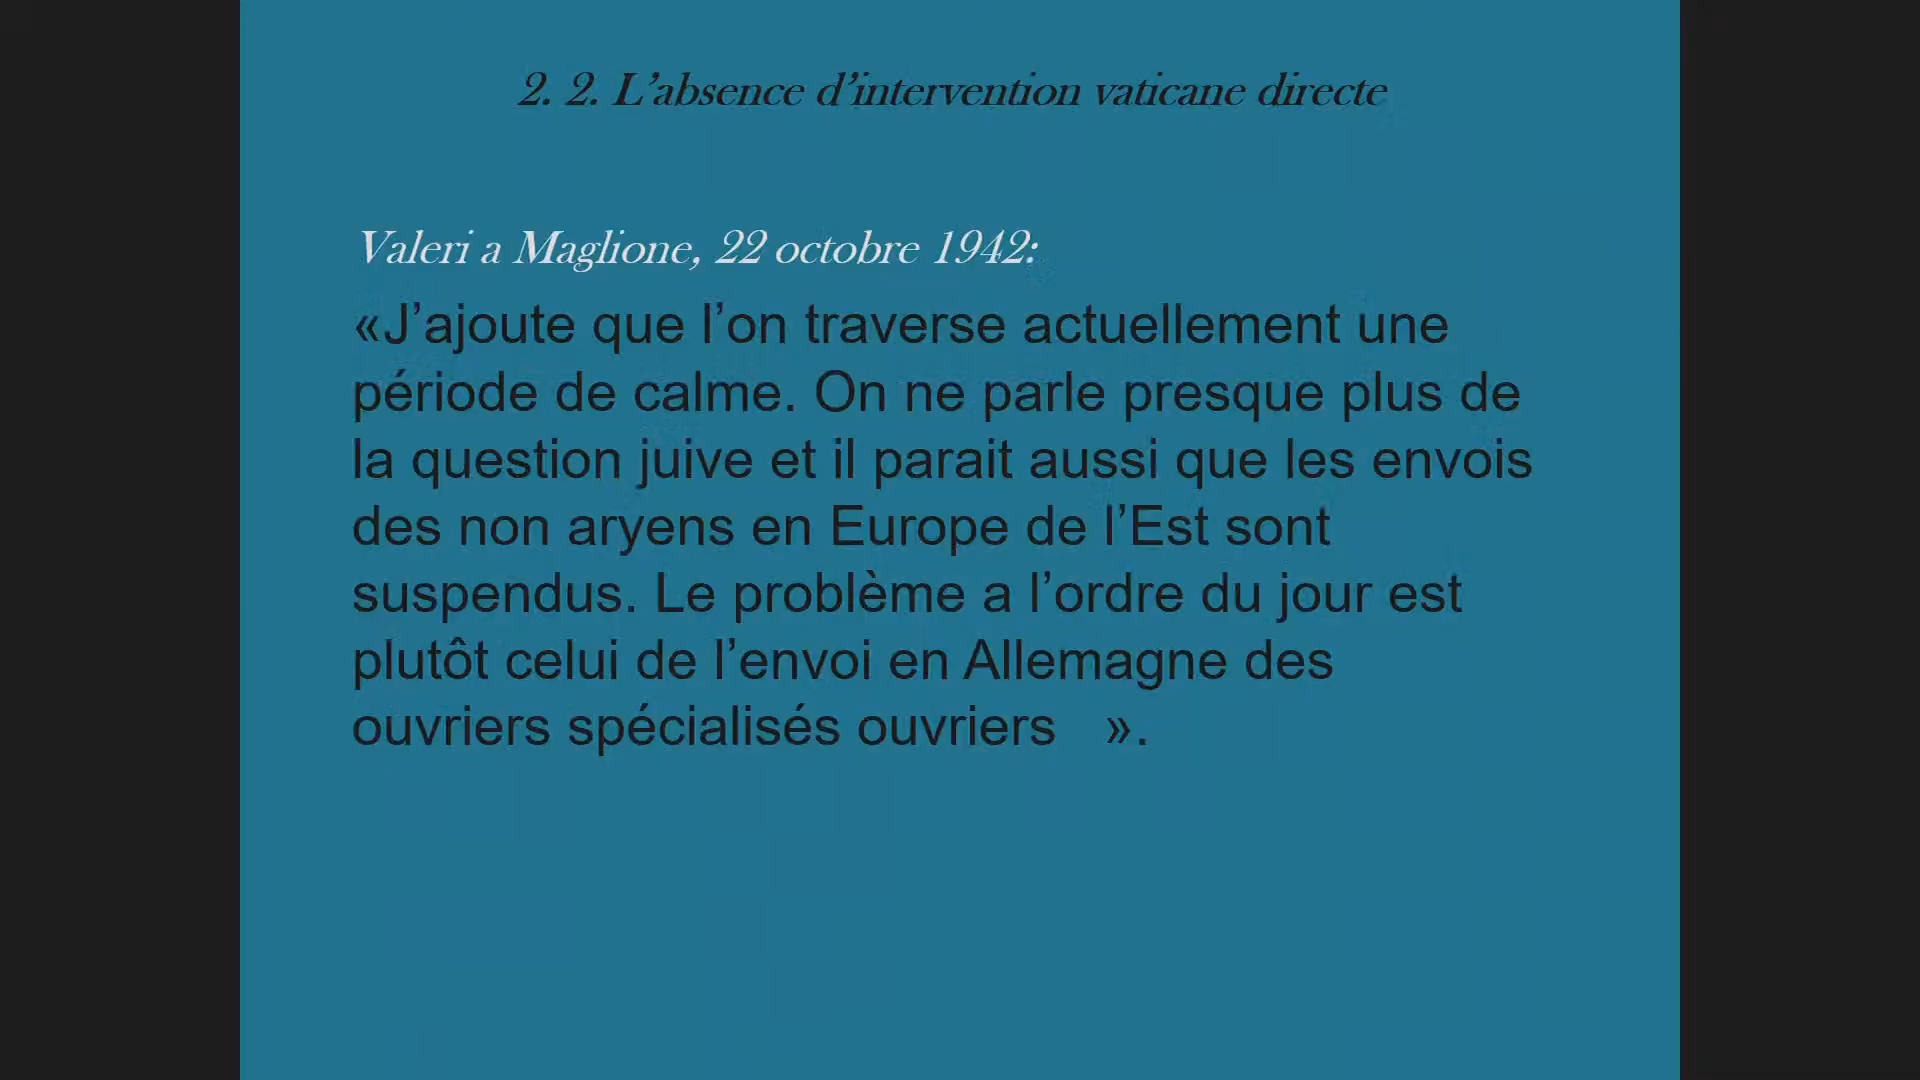 2. 2. L’absence d’intervention vaticane directe
Valeri a Maglione, 22 octobre 1942:
«J’ajoute que l’on traverse actuellement une
période de calme. On ne parle presque plus de
la question juive et il parait aussi que les envois
des non aryens en Europe de l’Est sont
suspendus. Le problème a l’ordre du jour est
plutôt celui de l’envoi en Allemagne des
ouvriers spécialisés ouvriers ».